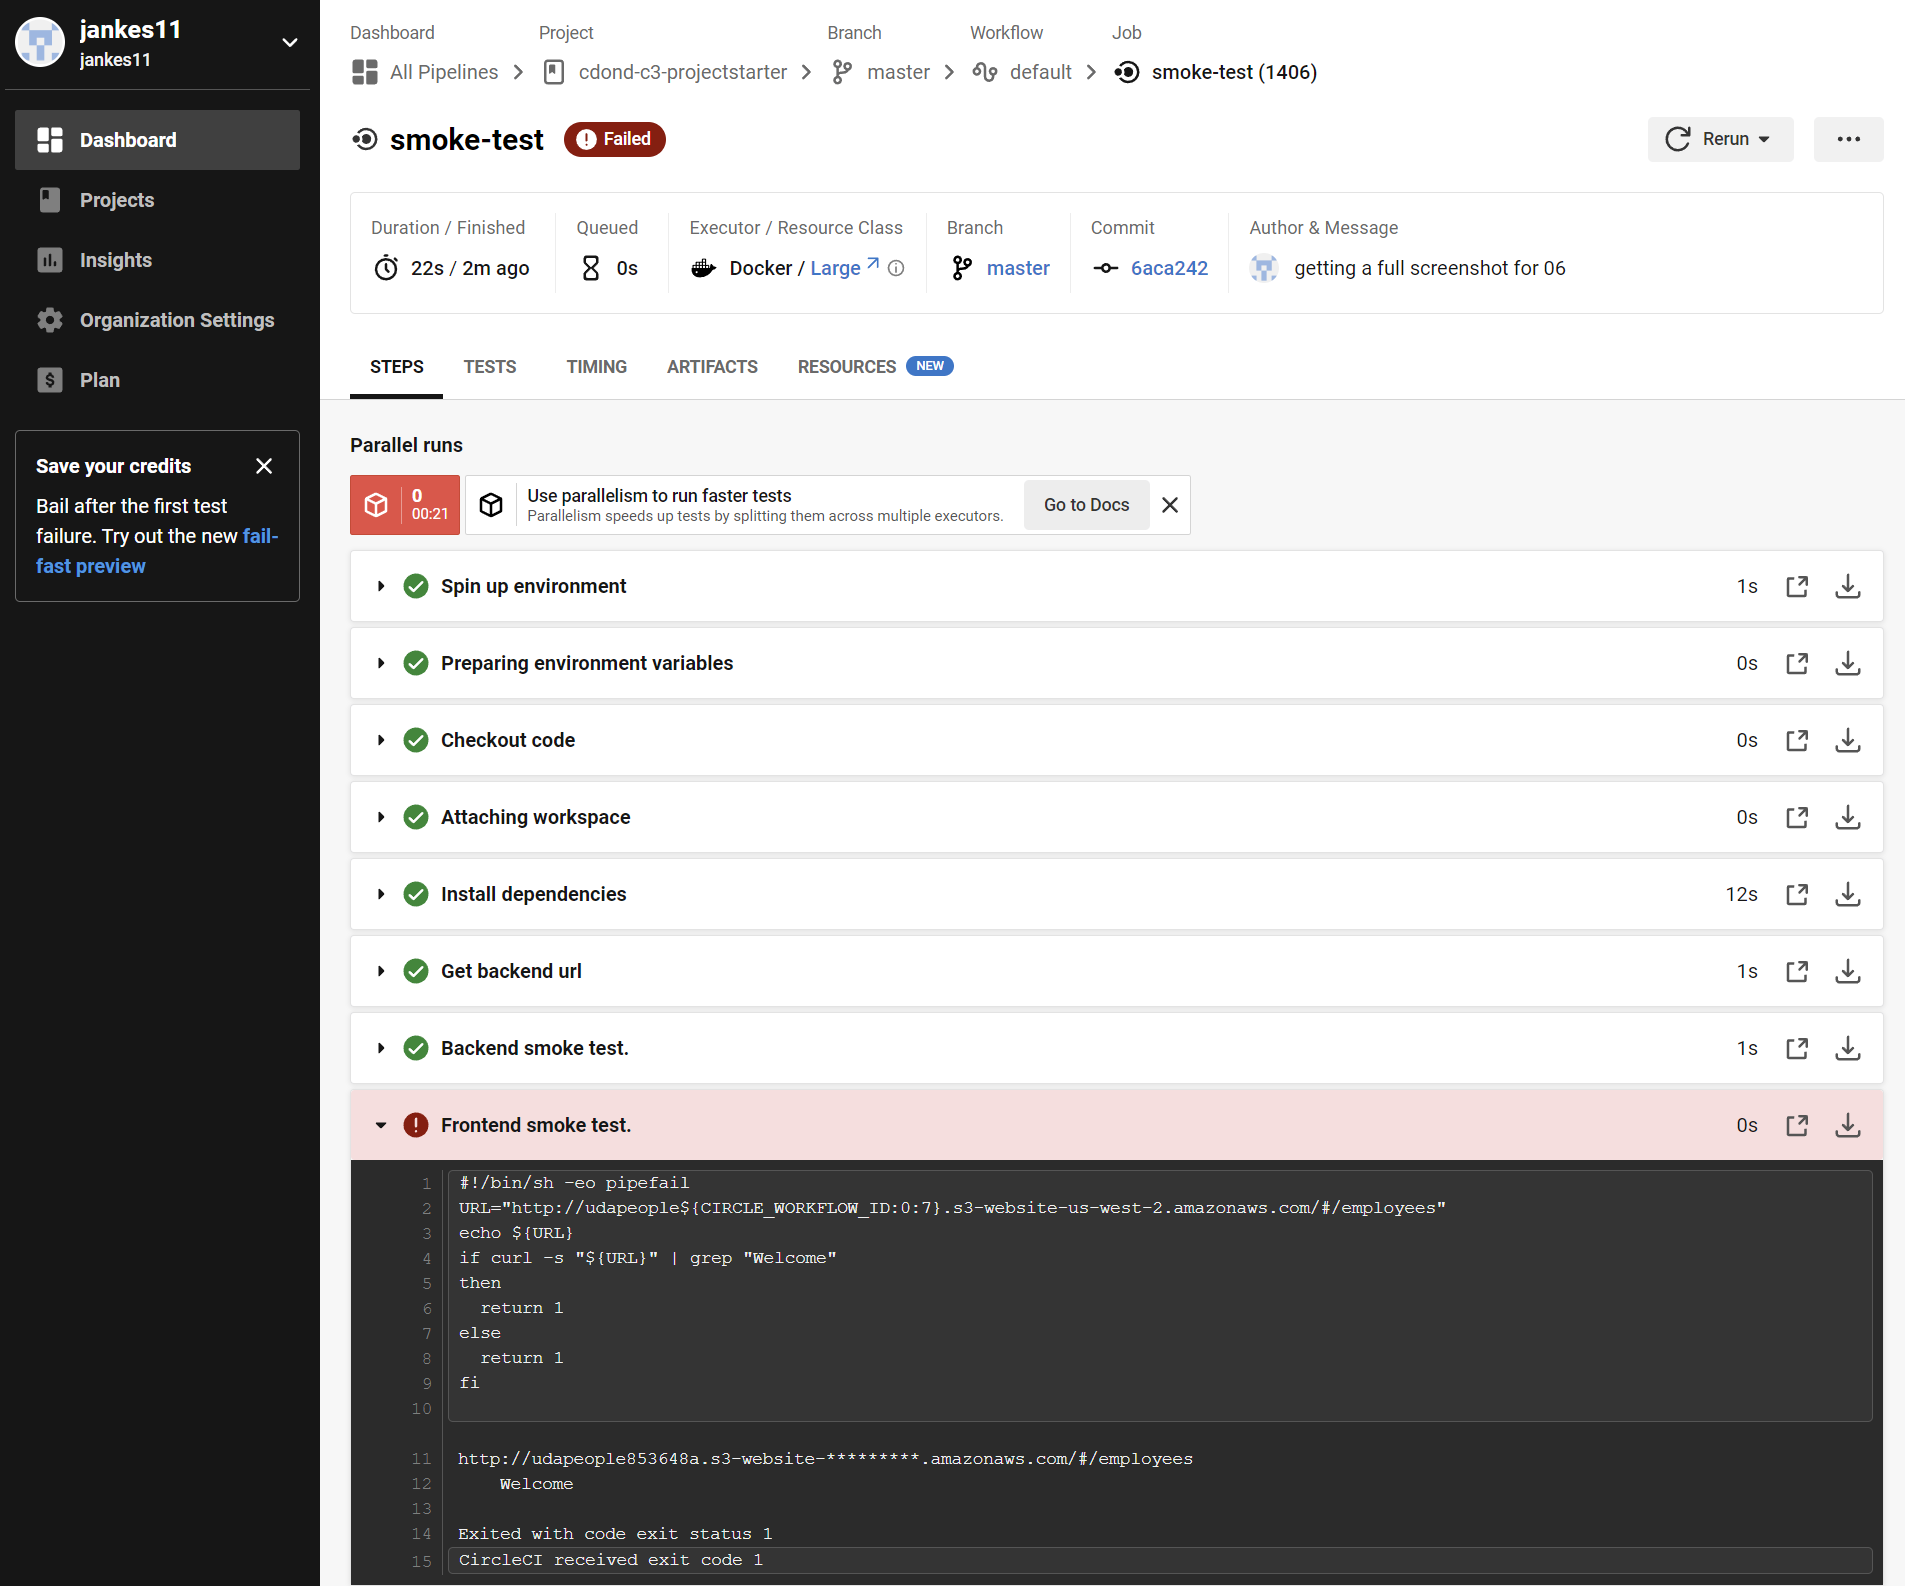 jankes11
jankes11
Dashboard
Projects
Insights
Organization Settings
Plan
Save your credits
Bail after the first test
failure. Try out the new fail-
fast preview
Dashboard Project Branch Workflow Job
All Pipelines cdond-c3-projectstarter master default smoke-test (1406)
smoke-test Failed
Rerun
Duration / Finished Queued Executor / Resource Class Branch Commit Author & Message
22s / 2m ago 0s Docker / Large master 6aca242 getting a full screenshot for 06
STEPS TESTS TIMING ARTIFACTS RESOURCES NEW
Parallel runs
0
00:21
Use parallelism to run faster tests
Parallelism speeds up tests by splitting them across multiple executors.
Go to Docs
Spin up environment 1s
Preparing environment variables 0s
Checkout code 0s
Attaching workspace 0s
Install dependencies 12s
Get backend url 1s
Backend smoke test. 1s
Frontend smoke test. 0s
1 #!/bin/sh -eo pipefail
2 URL="http://udapeople${CIRCLE_WORKFLOW_ID:0:7}.s3-website-us-west-2.amazonaws.com/#/employees"
3 echo ${URL}
4 if curl -s "${URL}" | grep "Welcome"
5 then
6 return 1
7 else
8 return 1
9 fi
10
11 http://udapeople853648a.s3-website-*********.amazonaws.com/#/employees
12 Welcome
13
14 Exited with code exit status 1
15 CircleCI received exit code 1